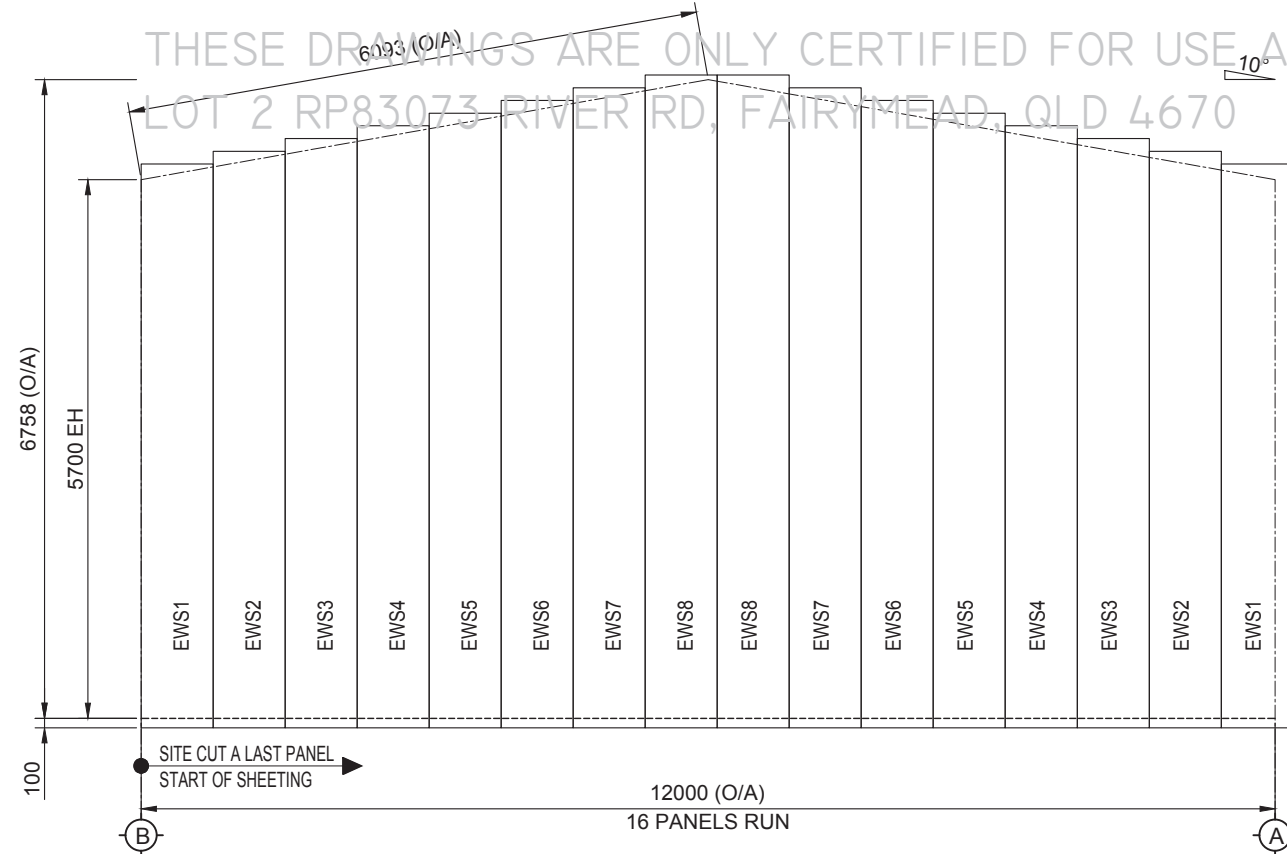 THESE DRAWINGS ARE ONLY CERTIFIED FOR USE A
LOT 2 RP83073 RIVER RD, FAIRYMEAD, QLD 4670
6093 (O/A)
10°
6758 (O/A)
5700 EH
EWS1 EWS2 EWS3 EWS4 EWS5 EWS6 EWS7 EWS8 EWS8 EWS7 EWS6 EWS5 EWS4 EWS3 EWS2 EWS1
100
SITE CUT A LAST PANEL
START OF SHEETING
12000 (O/A)
16 PANELS RUN
B A